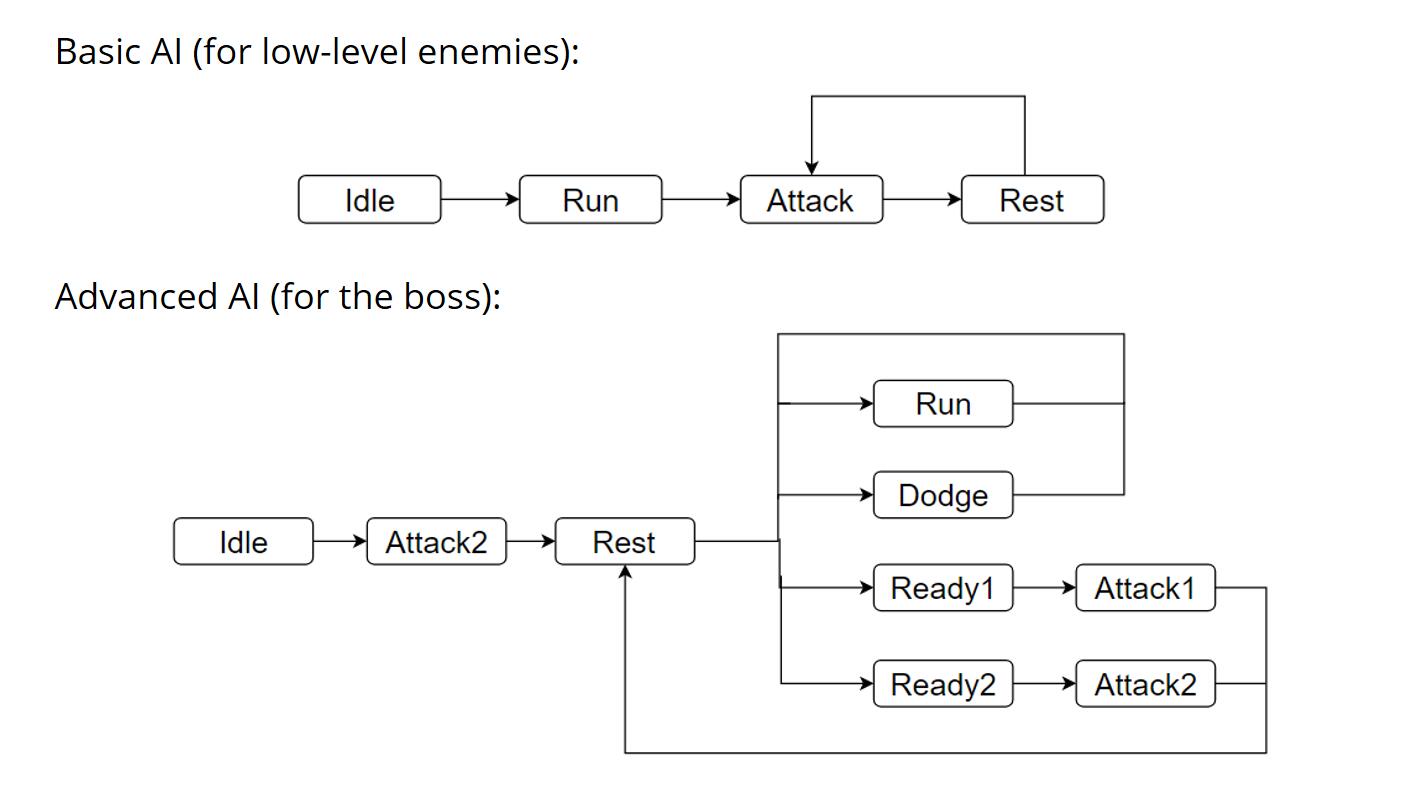 Basic AI (for low-level enemies):
Idle
Run
Attack
Rest
Advanced AI (for the boss):
Idle
Attack2
Rest
Run
Dodge
Ready1
Attack1
Ready2
Attack2